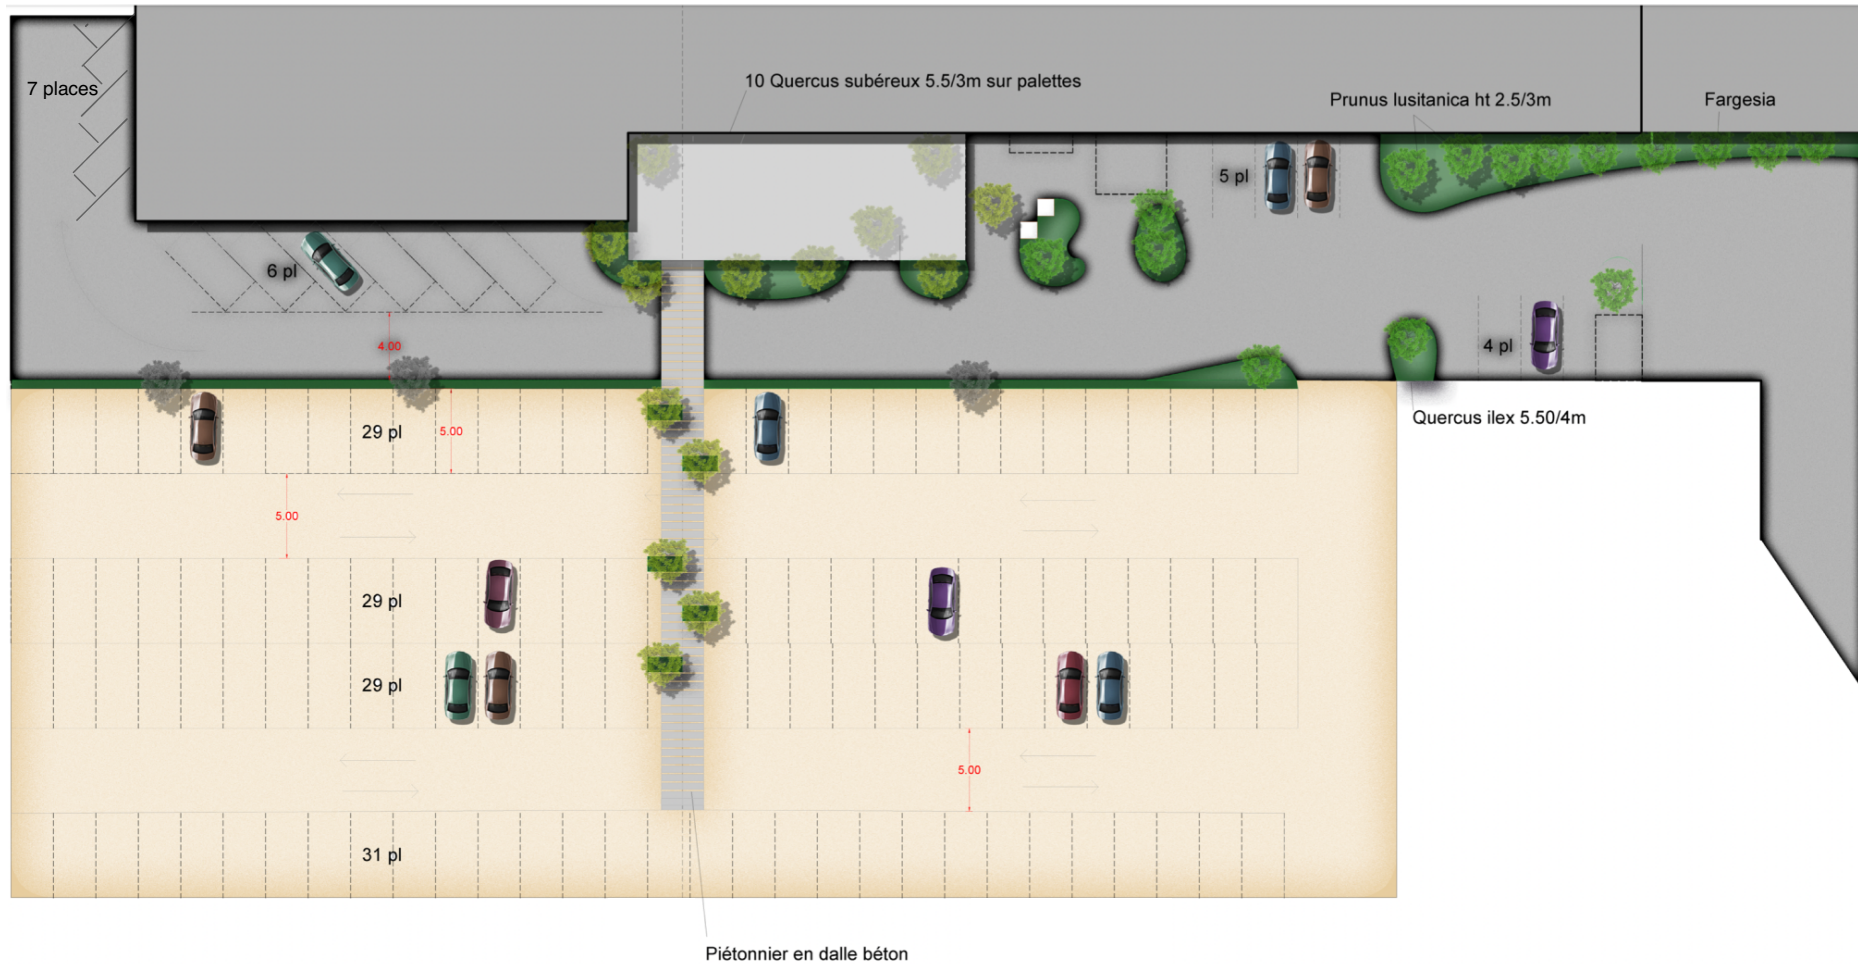 10 Quercus subéreux 5.5/3m sur palettes
7 places
Prunus lusitanica ht 2.5/3m
Fargesia
5 pl
6 pl
4.00
4 pl
Quercus ilex 5.50/4m
29 pl
5.00
5.00
29 pl
29 pl
5.00
31 pl
Piétonnier en dalle béton